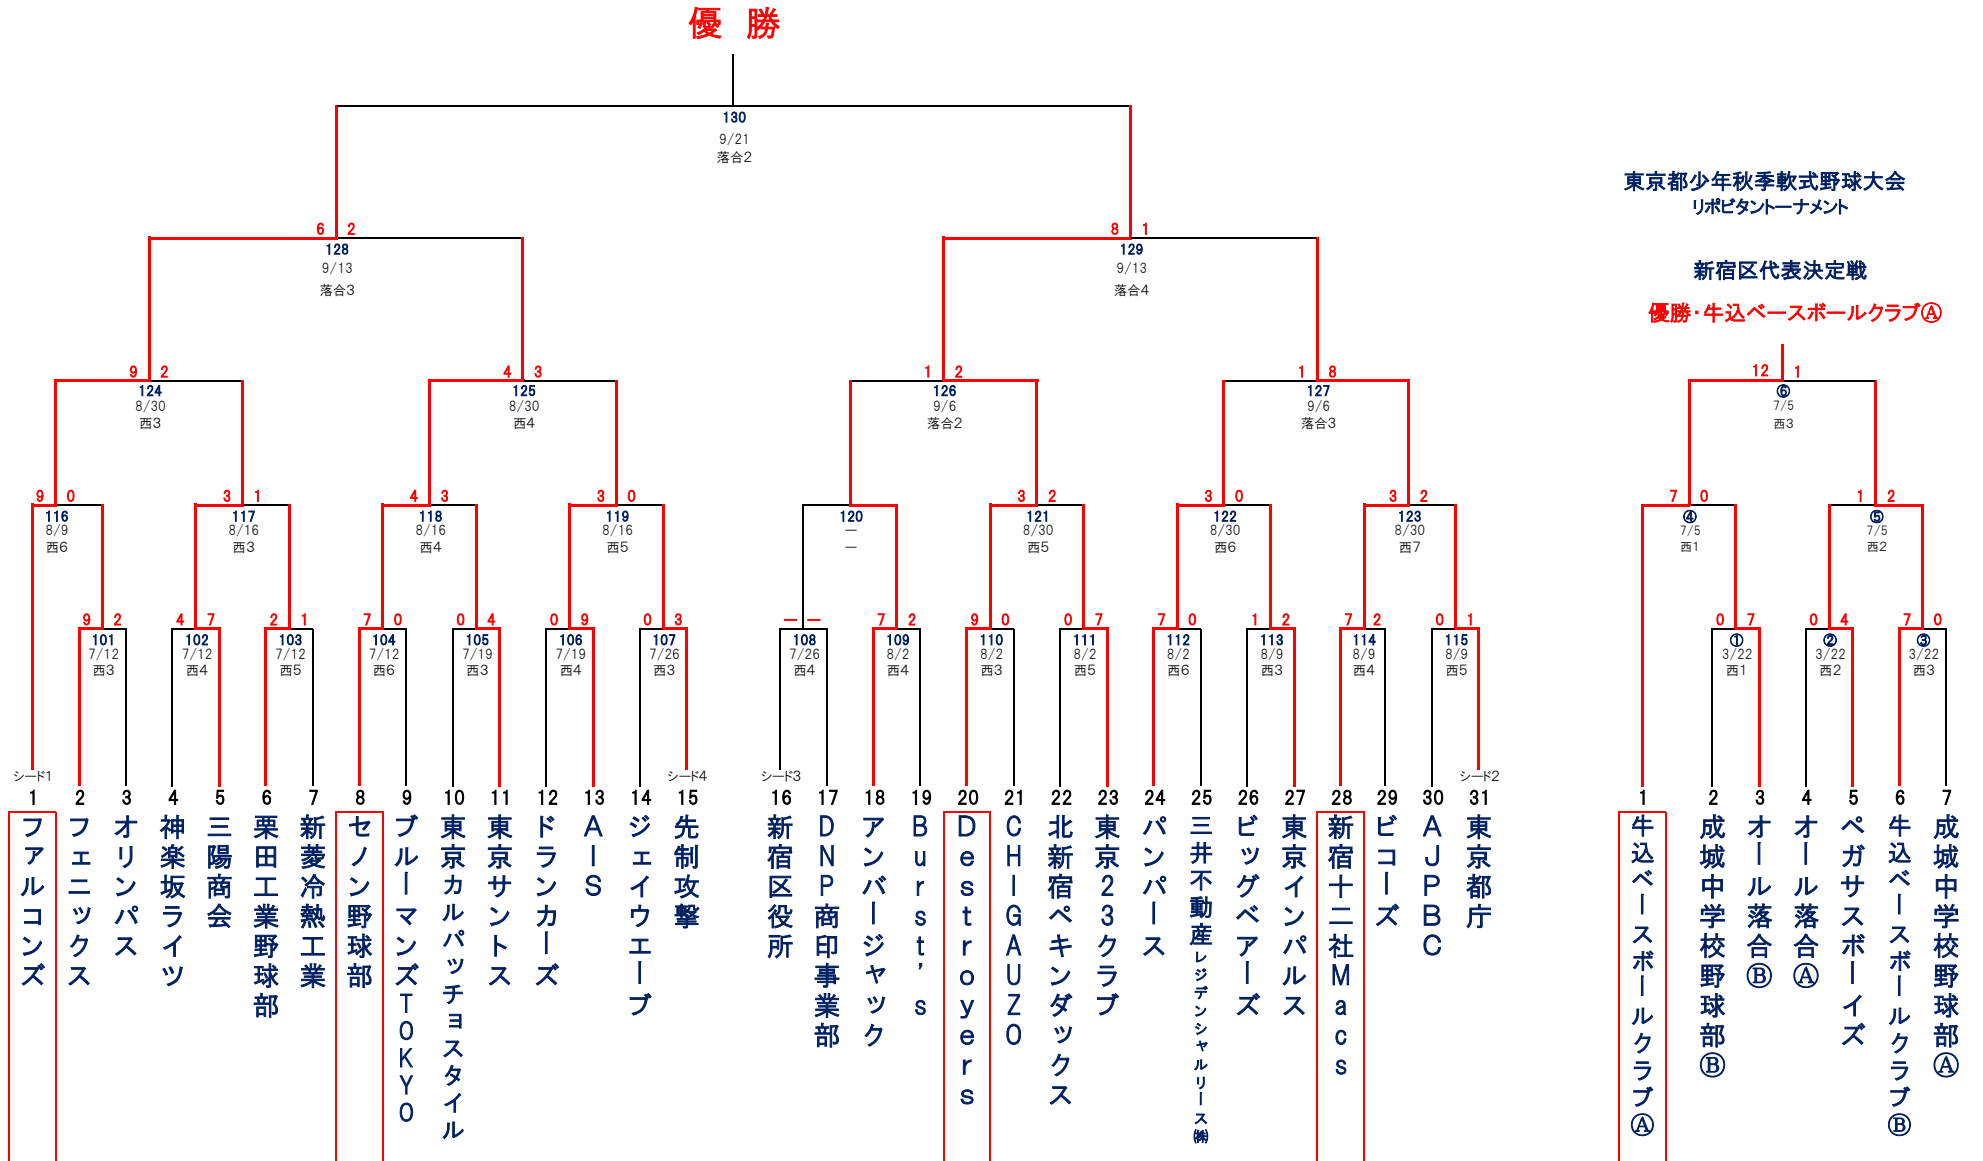 優 勝
130
9/21
落合2
6 2
128
9/13
落合3
8 1
129
9/13
落合4
9 2
124
8/30
西3
4 3
125
8/30
西4
1 2
126
9/6
落合2
1 8
127
9/6
落合3
9 0
116
8/9
西6
3 1
117
8/16
西3
4 3
118
8/16
西4
3 0
119
8/16
西5
120
—
—
3 2
121
8/30
西5
3 0
122
8/30
西6
3 2
123
8/30
西7
9 2
101
7/12
西3
4 7
102
7/12
西4
2 1
103
7/12
西5
7 0
104
7/12
西6
0 4
105
7/19
西3
0 9
106
7/19
西4
0 3
107
7/26
西3
— —
108
7/26
西4
7 2
109
8/2
西4
9 0
110
8/2
西3
0 7
111
8/2
西5
7 0
112
8/2
西6
1 2
113
8/9
西3
7 2
114
8/9
西4
0 1
115
8/9
西5
シード1
シード4
シード3
シード2
1
ファルコンズ
2
フェニックス
3
オリンパス
4
神楽坂ライツ
5
三陽商会
6
栗田工業野球部
7
新菱冷熱工業
8
セノン野球部
9
ブルーマンズTOKYO
10
東京カルパッチョスタイル
11
東京サントス
12
ドランカーズ
13
AーS
14
ジェイウエーブ
15
先制攻撃
16
新宿区役所
17
DNP商印事業部
18
アンバージャック
19
Burst’s
20
Destroyers
21
CHIGAUZO
22
北新宿ペキンダックス
23
東京23クラブ
24
パンパース
25
三井不動産レジデンシャルリース㈱
26
ビッグベアーズ
27
東京インパルス
28
新宿十二社Macs
29
ビコーズ
30
AJPBC
31
東京都庁
東京都少年秋季軟式野球大会
リポビタントーナメント
新宿区代表決定戦
優勝・牛込ベースボールクラブⒶ
12 1
⑥
7/5
西3
7 0
④
7/5
西1
1 2
⑤
7/5
西2
0 7
①
3/22
西1
0 4
②
3/22
西2
7 0
③
3/22
西3
1
牛込ベースボールクラブⒶ
2
成城中学校野球部Ⓑ
3
オール落合Ⓑ
4
オール落合Ⓐ
5
ペガサスボーイズ
6
牛込ベースボールクラブⒷ
7
成城中学校野球部Ⓐ